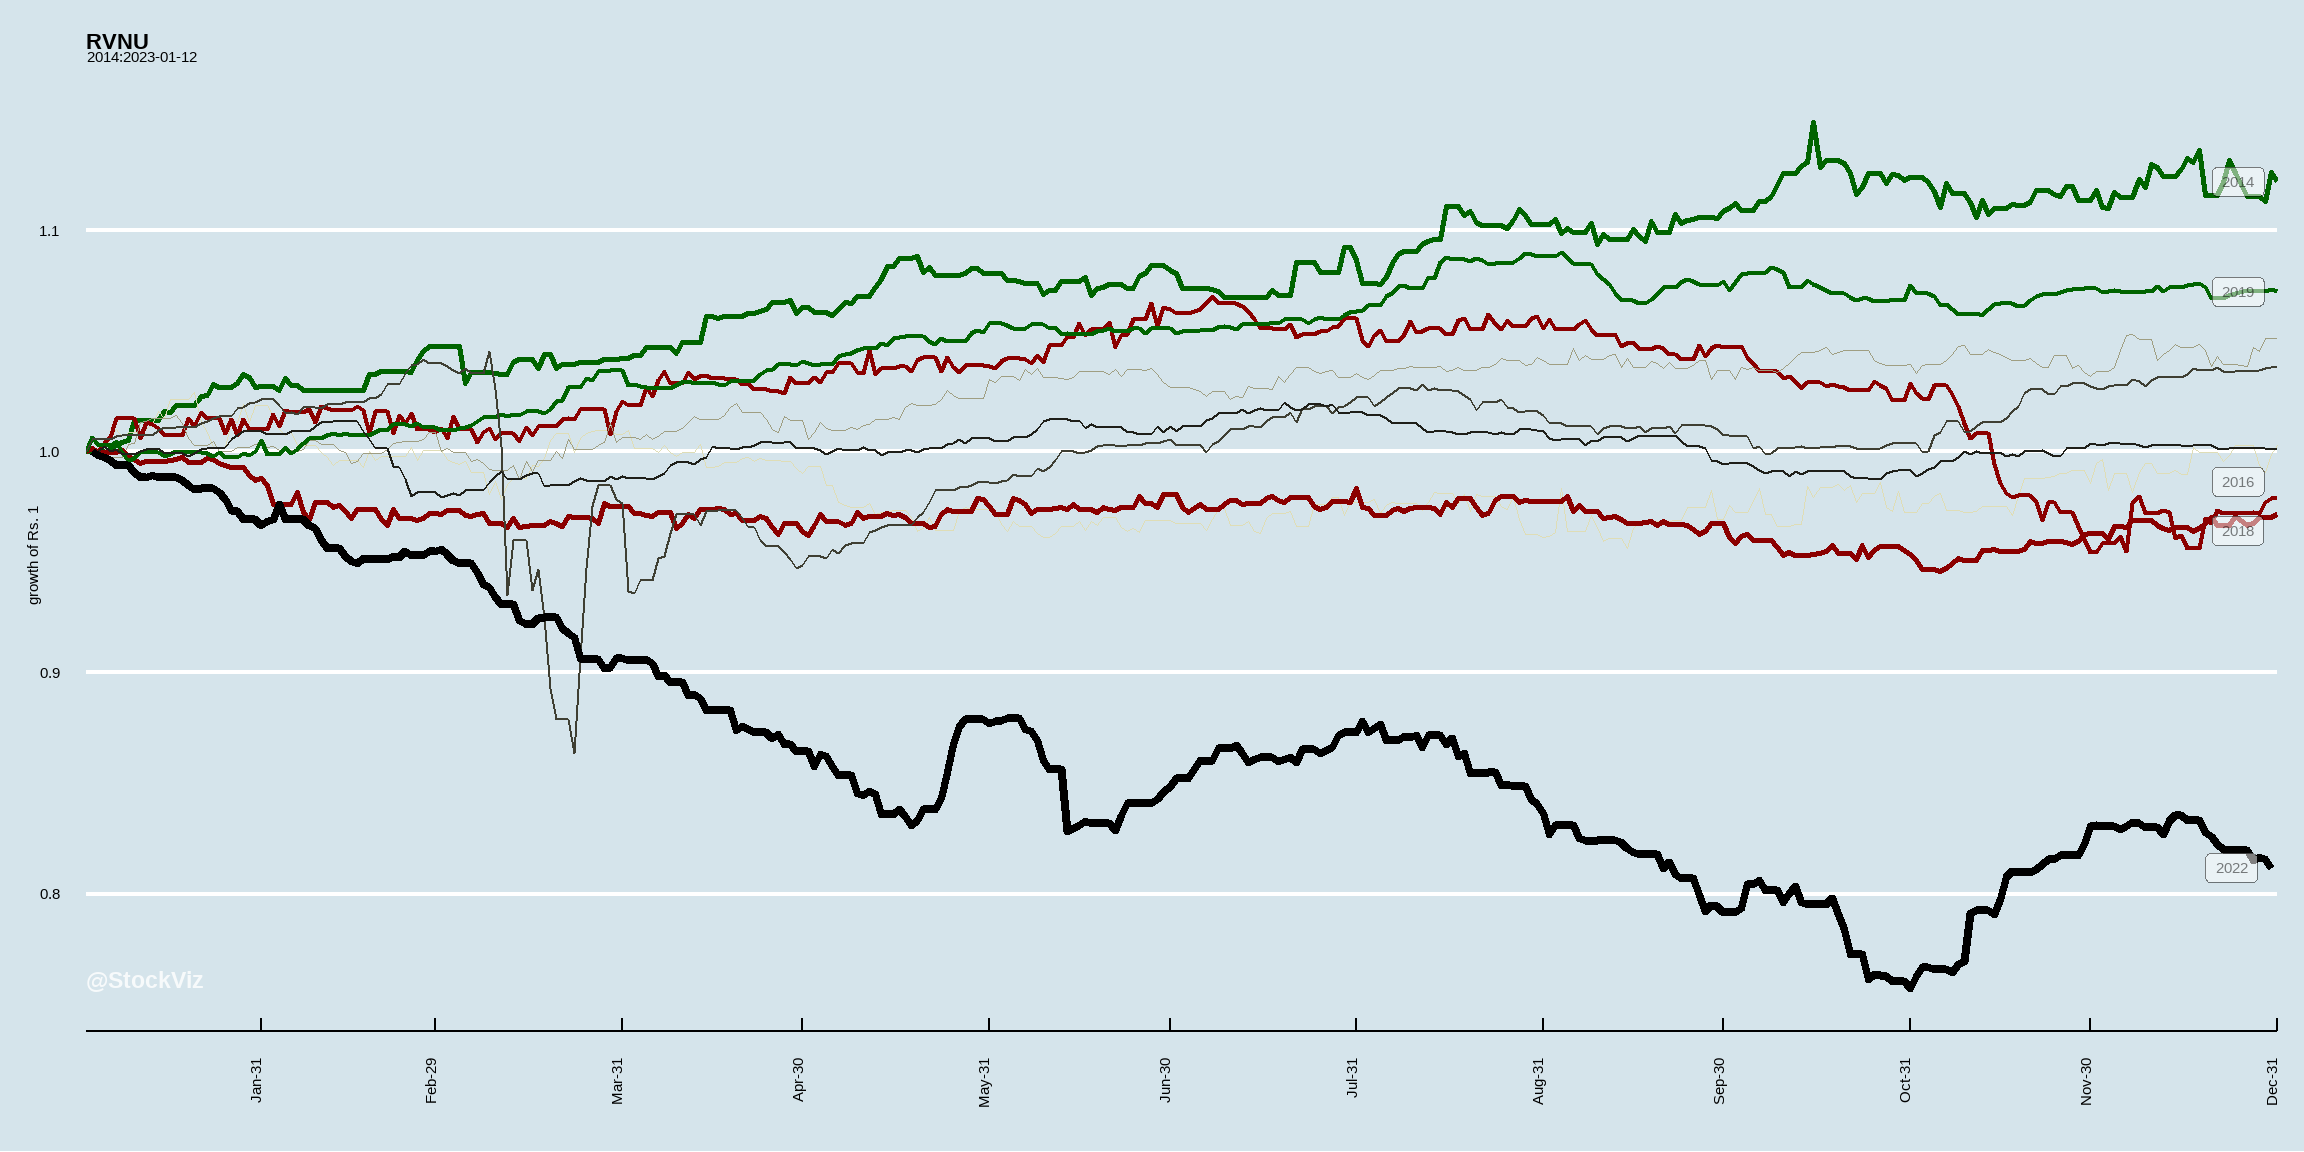 RVNU
2014:2023-01-12
growth of Rs. 1
1.1
1.0
0.9
0.8
2014
2019
2016
2018
2022
@StockViz
Jan-31
Feb-29
Mar-31
Apr-30
May-31
Jun-30
Jul-31
Aug-31
Sep-30
Oct-31
Nov-30
Dec-31